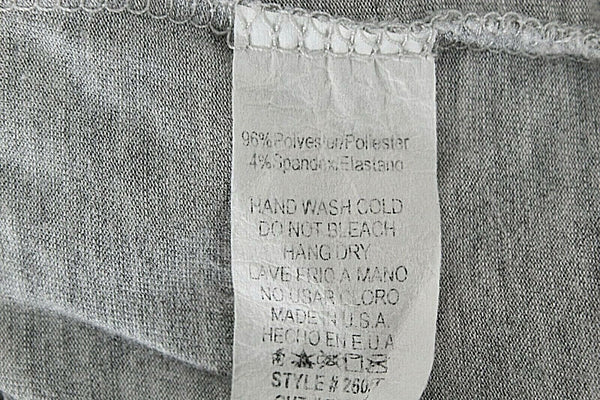 96%Polyester/Poliester
4%Spandex/Elastano
HAND WASH COLD
DO NOT BLEACH
HANG DRY
LAVE FRIO A MANO
NO USAR CLORO
MADE IN U.S.A.
HECHO EN E.U.A
STYLE #